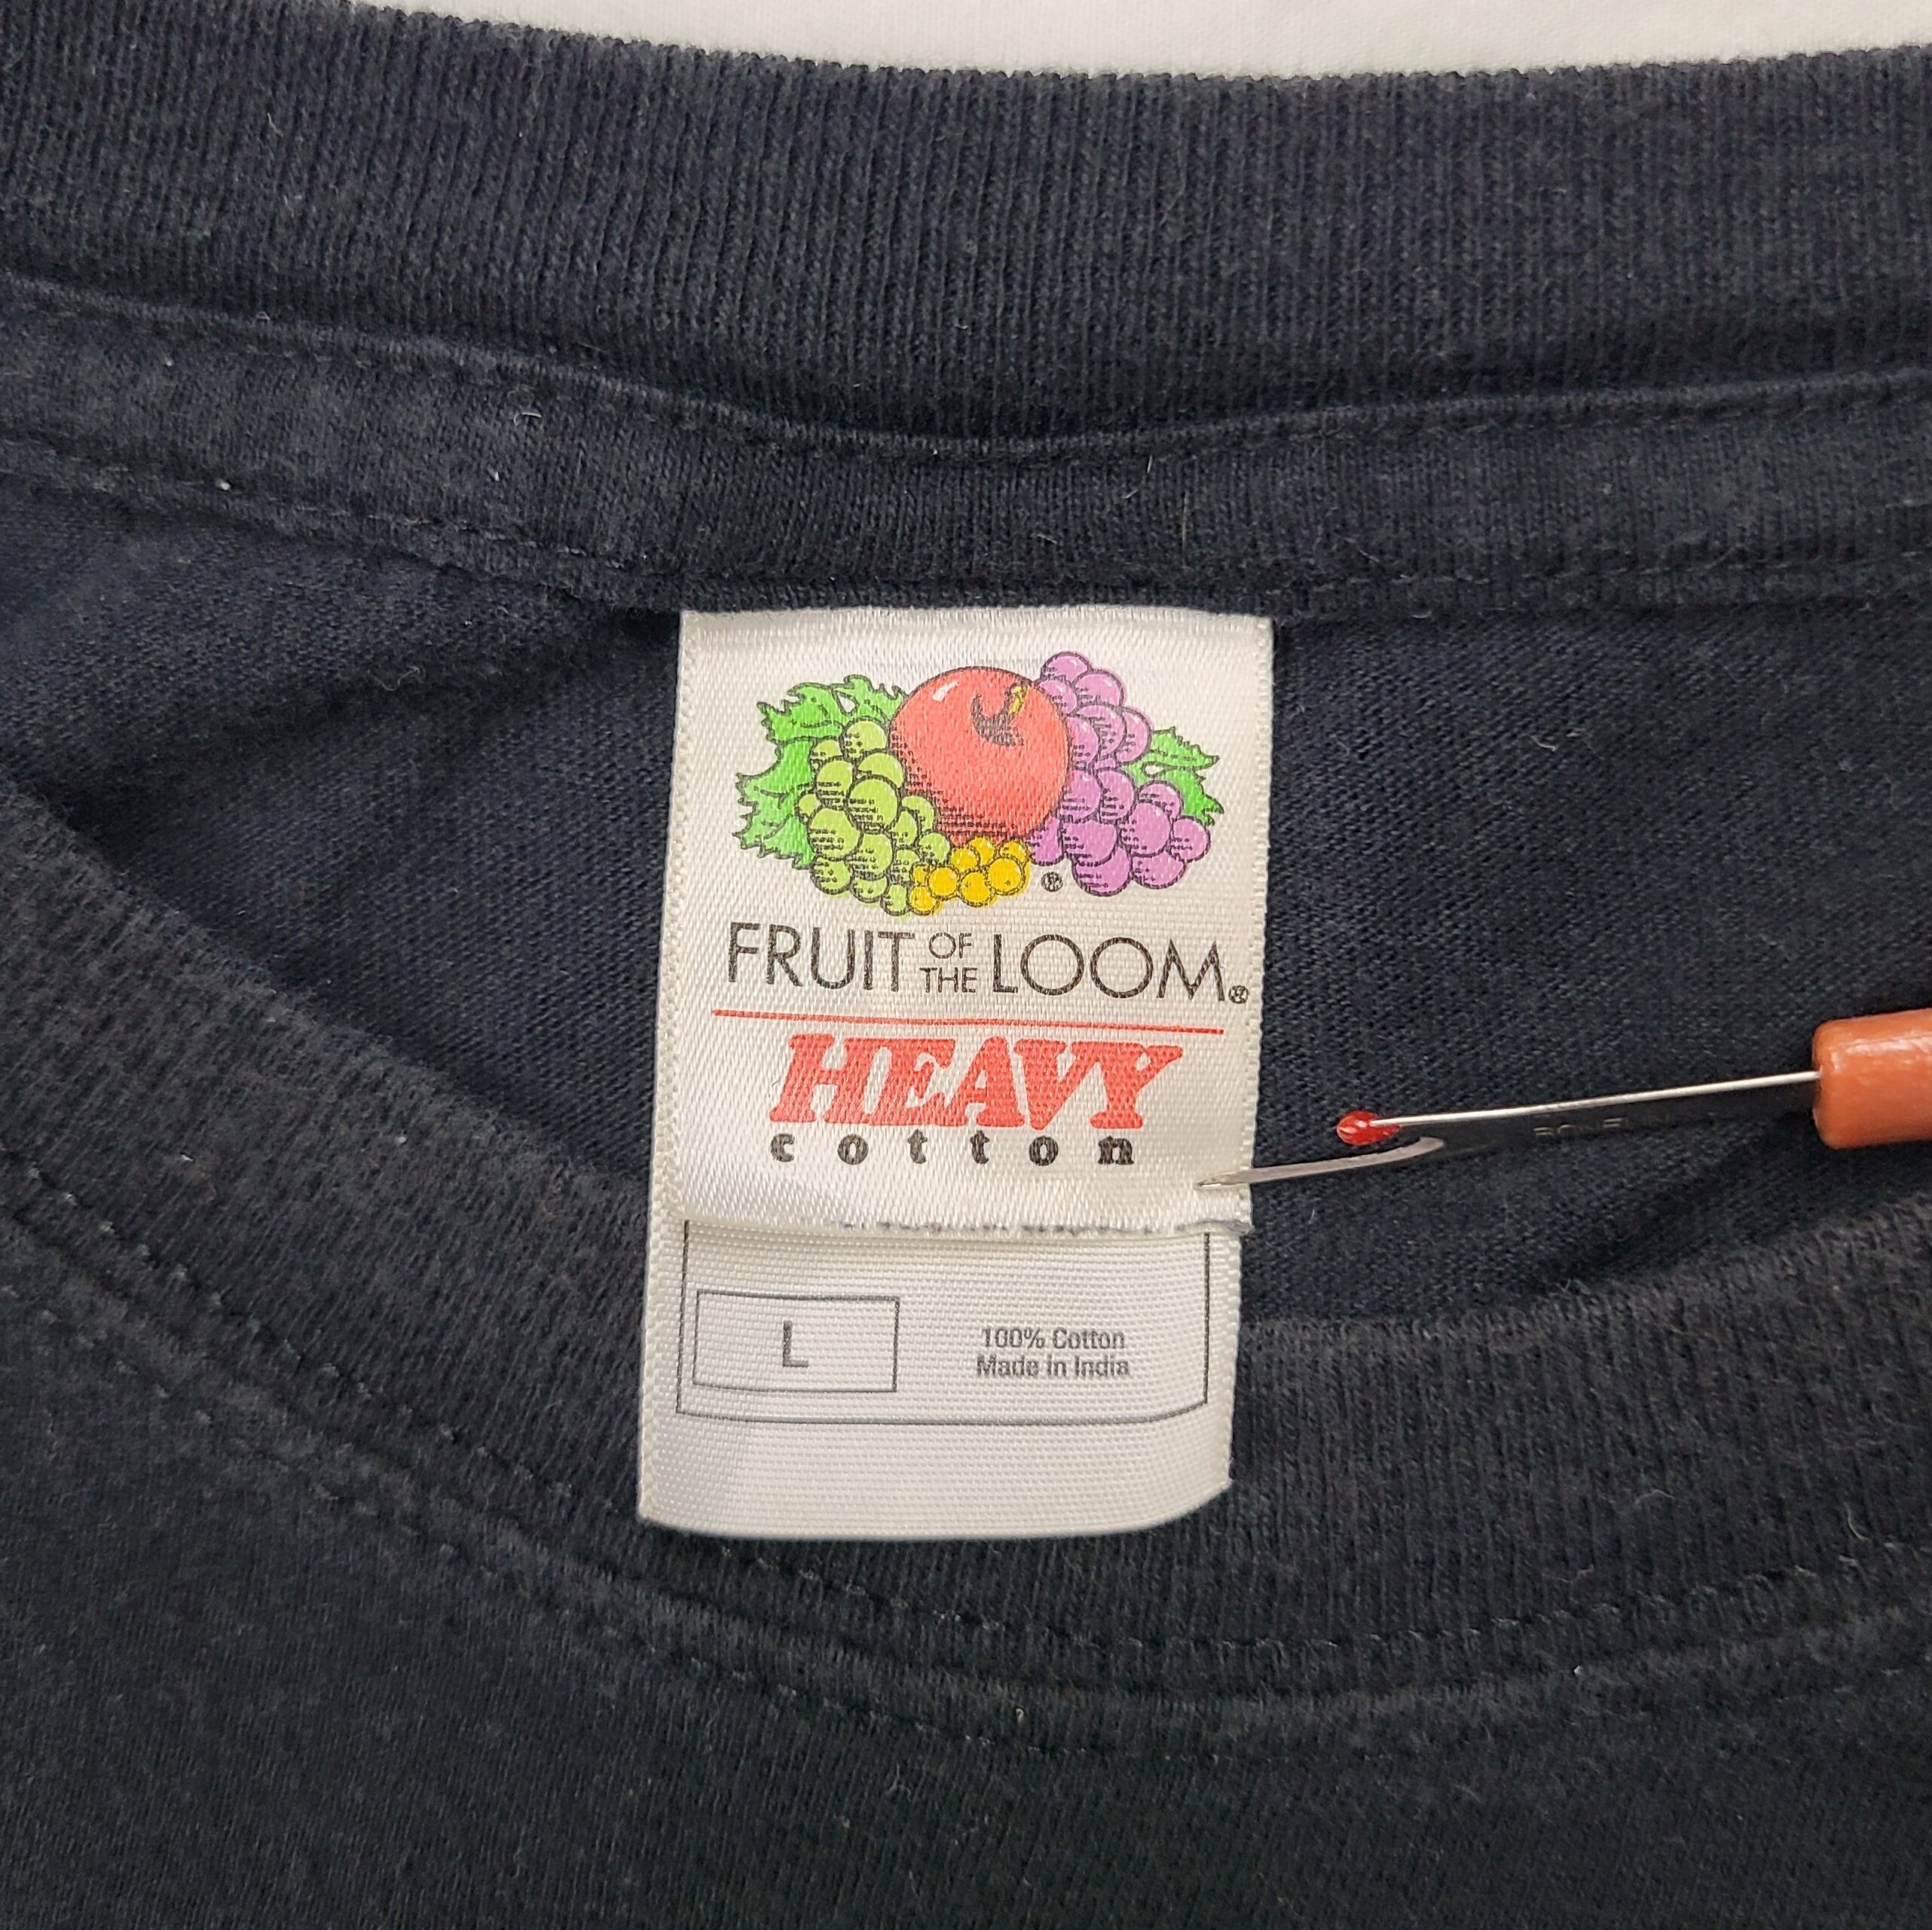 ®
FRUIT OF THE LOOM®
HEAVY
cotton
L
100% Cotton
Made in India